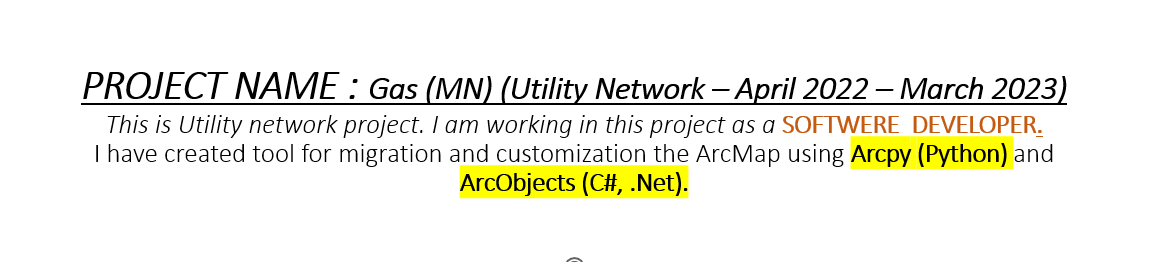 PROJECT NAME : Gas (MN) (Utility Network – April 2022 – March 2023)
This is Utility network project. I am working in this project as a SOFTWERE DEVELOPER.
I have created tool for migration and customization the ArcMap using Arcpy (Python) and
ArcObjects (C#, .Net).